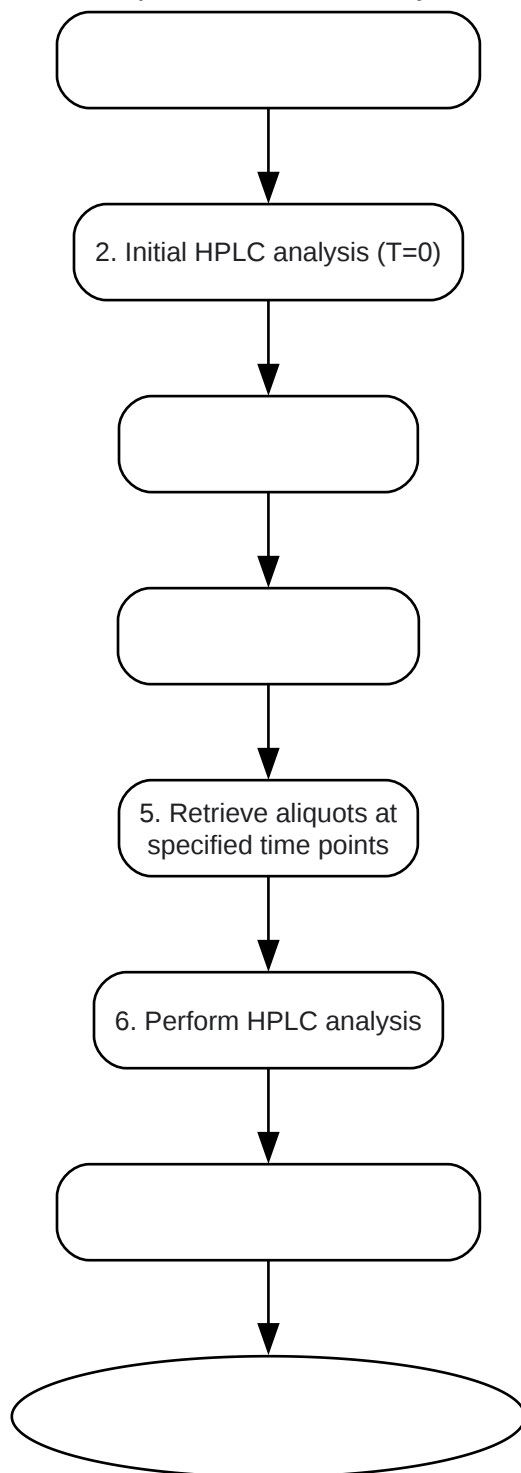 2. Initial HPLC analysis (T=0)
5. Retrieve aliquots at
specified time points
6. Perform HPLC analysis